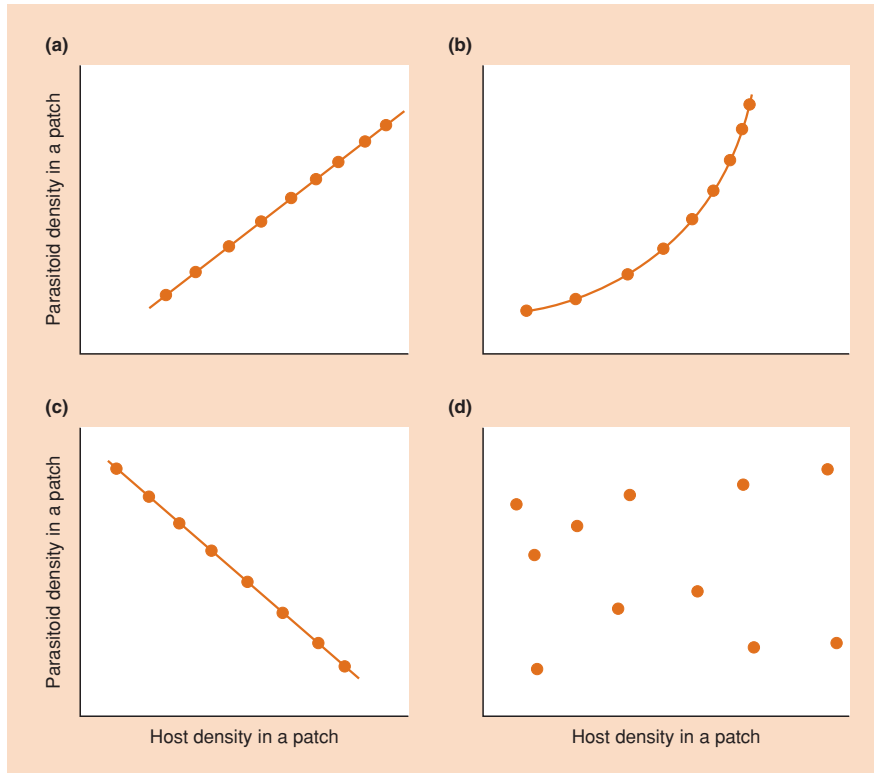 (a)
(b)
Parasitoid density in a patch
(c)
(d)
Parasitoid density in a patch
Host density in a patch
Host density in a patch